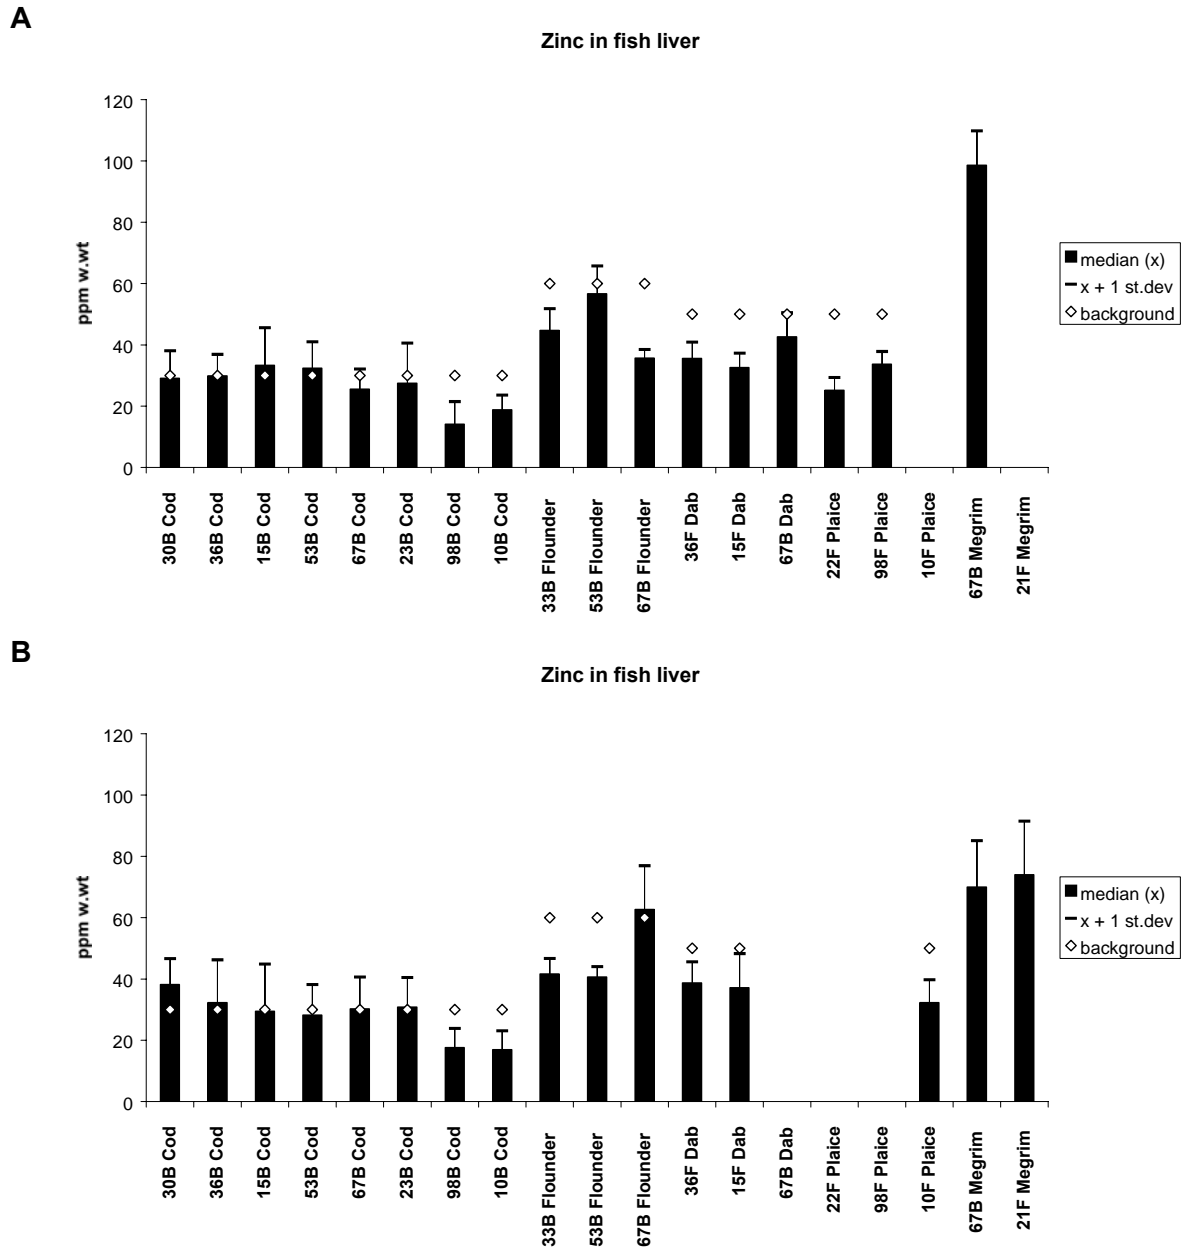 A
Zinc in fish liver
120
100
80
60
40
20
0
ppm w.wt
30B Cod
36B Cod
15B Cod
53B Cod
67B Cod
23B Cod
98B Cod
10B Cod
33B Flounder
53B Flounder
67B Flounder
36F Dab
15F Dab
67B Dab
22F Plaice
98F Plaice
10F Plaice
67B Megrim
21F Megrim
median (x)
x + 1 st.dev
background
B
Zinc in fish liver
120
100
80
60
40
20
0
ppm w.wt
30B Cod
36B Cod
15B Cod
53B Cod
67B Cod
23B Cod
98B Cod
10B Cod
33B Flounder
53B Flounder
67B Flounder
36F Dab
15F Dab
67B Dab
22F Plaice
98F Plaice
10F Plaice
67B Megrim
21F Megrim
median (x)
x + 1 st.dev
background